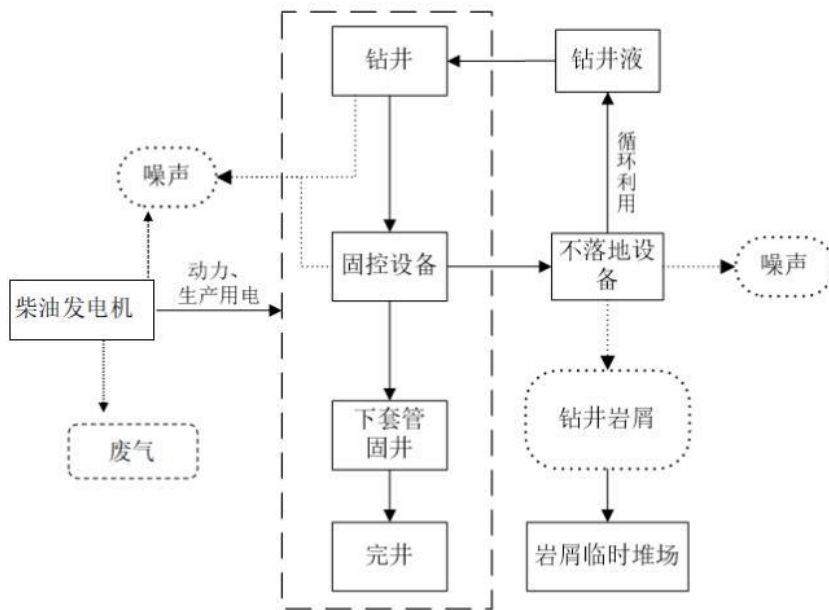 钻井
钻井液
循环利用
噪声
固控设备
不落地设
备
噪声
动力、
生产用电
柴油发电机
下套管
固井
钻井岩屑
废气
完井
岩屑临时堆场